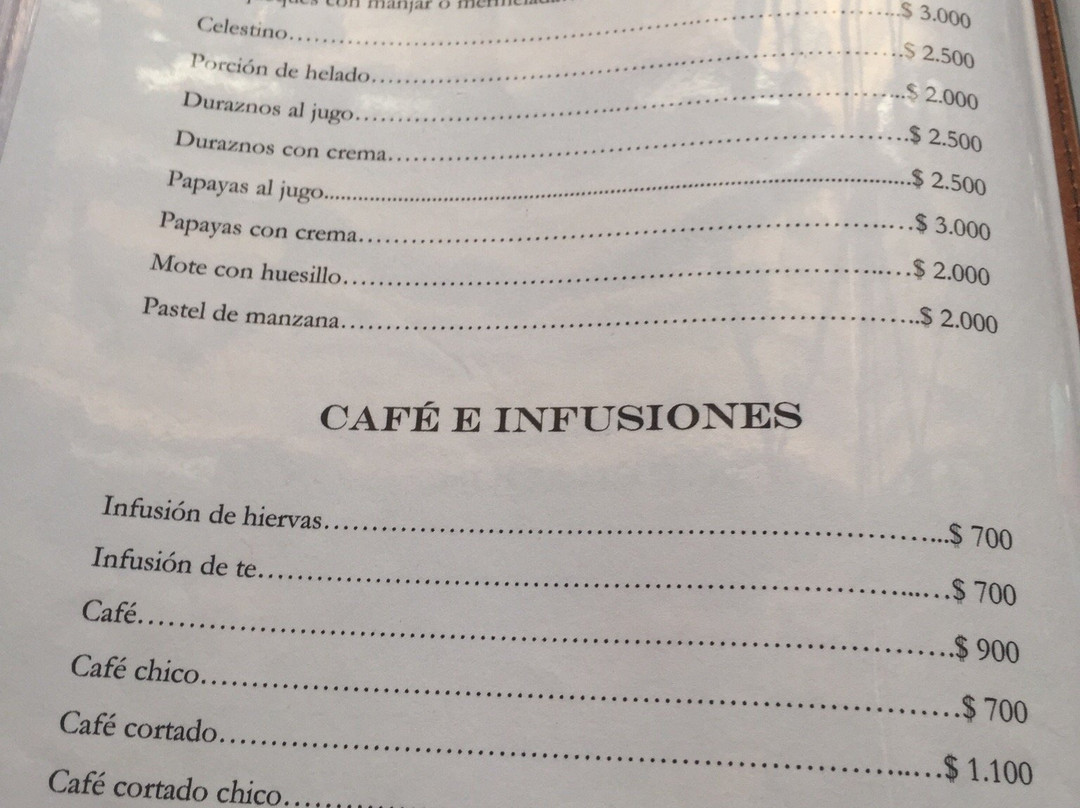 con manjar o
Celestino.....$ 3.000
Porción de helado.....$ 2.500
Duraznos al jugo.....$ 2.000
Duraznos con crema.....$ 2.500
Papayas al jugo.....$ 2.500
Papayas con crema.....$ 3.000
Mote con huesillo.....$ 2.000
Pastel de manzana.....$ 2.000
CAFÉ E INFUSIONES
Infusión de hiervas.....$ 700
Infusión de te.....$ 700
Café.....$ 900
Café chico.....$ 700
Café cortado.....$ 1.100
Café cortado chico.....